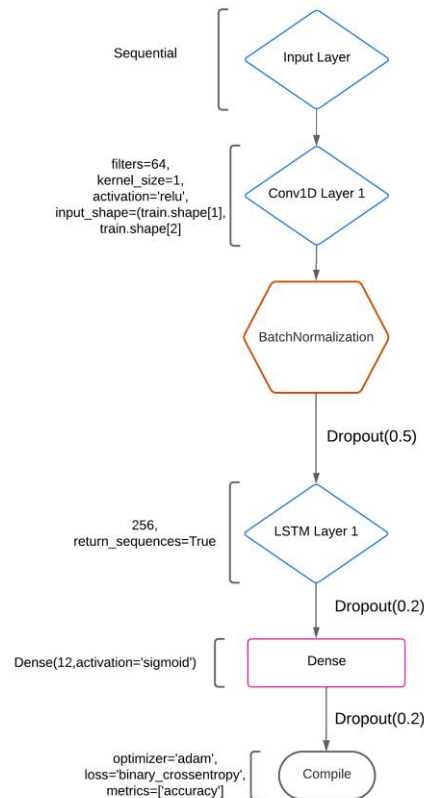 Sequential
Input Layer
filters=64,
kernel_size=1,
activation='relu',
input_shape=(train.shape[1],
train.shape[2]
Conv1D Layer 1
BatchNormalization
Dropout(0.5)
256,
return_sequences=True
LSTM Layer 1
Dropout(0.2)
Dense(12,activation='sigmoid')
Dense
Dropout(0.2)
optimizer='adam',
loss='binary_crossentropy',
metrics=['accuracy']
Compile